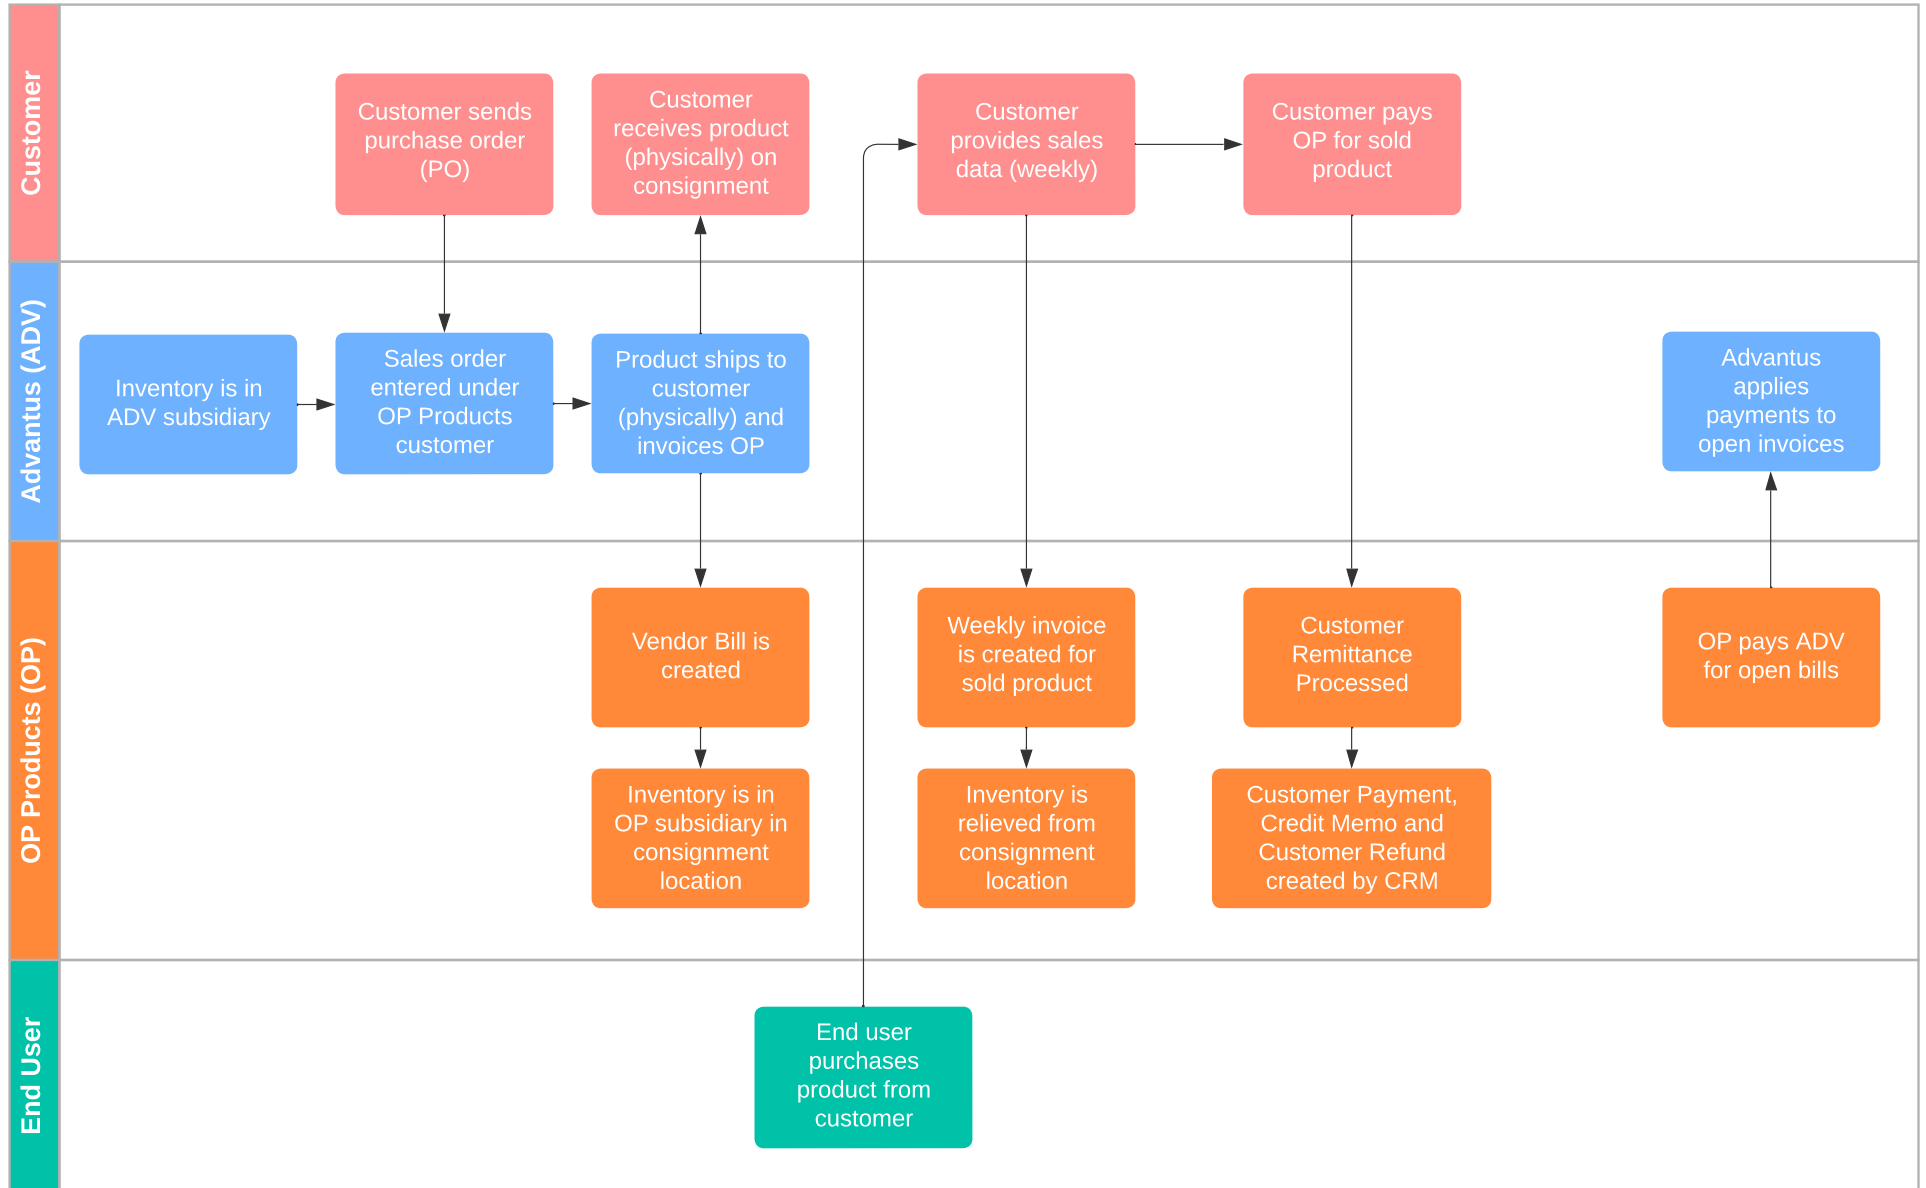 Customer
Customer sends
purchase order
(PO)
Customer
receives product
(physically) on
consignment
Customer
provides sales
data (weekly)
Customer pays
OP for sold
product
Advantus (ADV)
Inventory is in
ADV subsidiary
Sales order
entered under
OP Products
customer
Product ships to
customer
(physically) and
invoices OP
Advantus
applies
payments to
open invoices
OP Products (OP)
Vendor Bill is
created
Weekly invoice
is created for
sold product
Customer
Remittance
Processed
OP pays ADV
for open bills
Inventory is in
OP subsidiary in
consignment
location
Inventory is
relieved from
consignment
location
Customer Payment,
Credit Memo and
Customer Refund
created by CRM
End User
End user
purchases
product from
customer